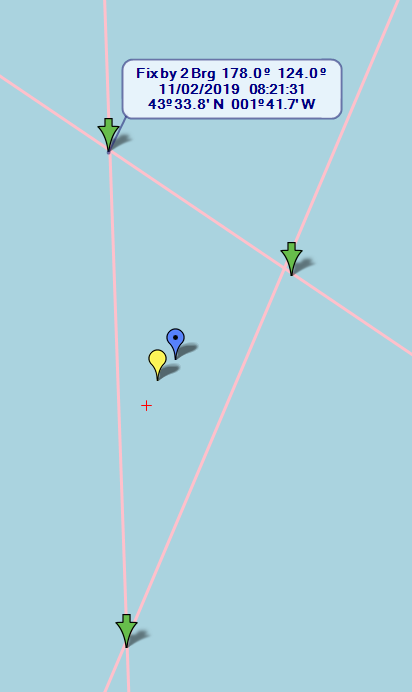 Fix by 2 Brg 178.0º 124.0º
11/02/2019 08:21:31
43º33.8' N 001º41.7' W